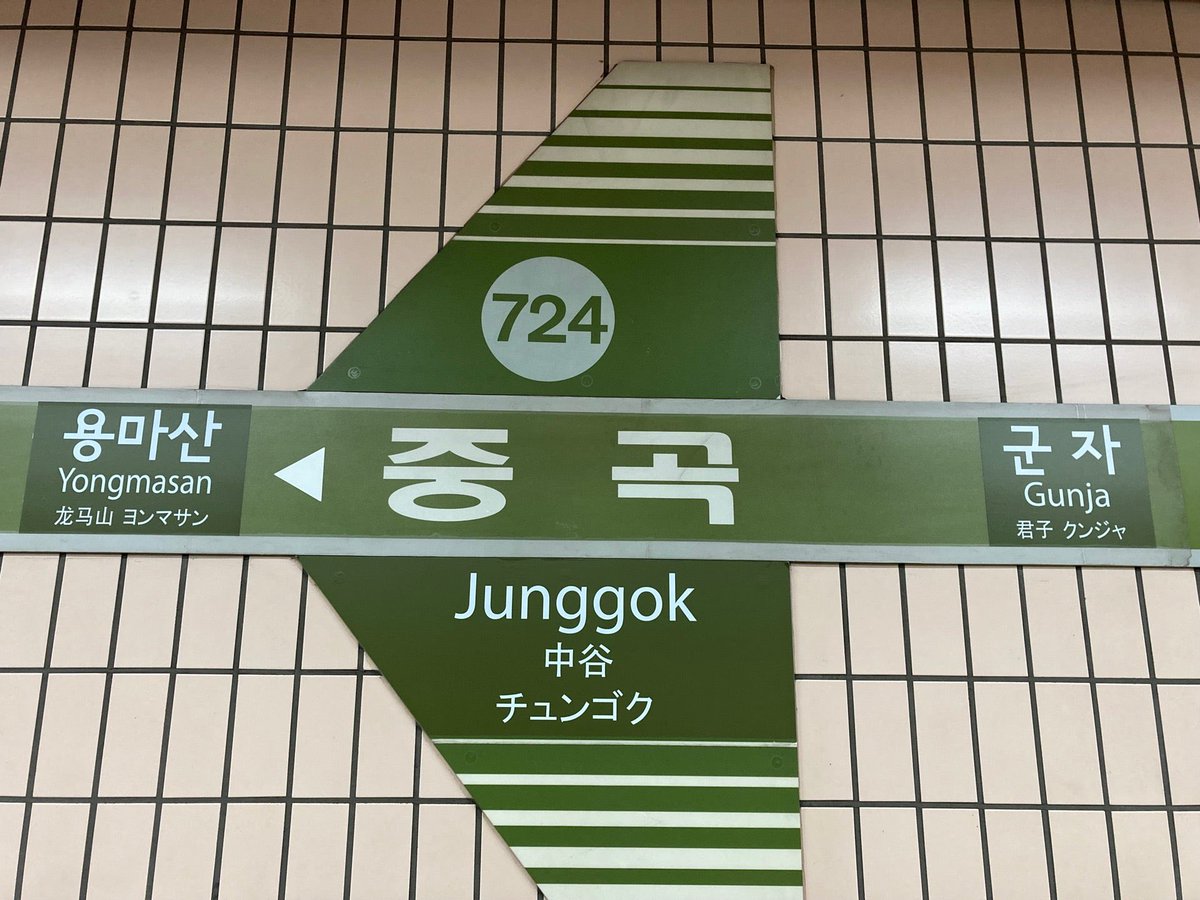 724
용마산
Yongmasan
龙马山 ヨンマサン
중 곡
군 자
Gunja
君子 クンジャ
Junggok
中谷
チュンゴク